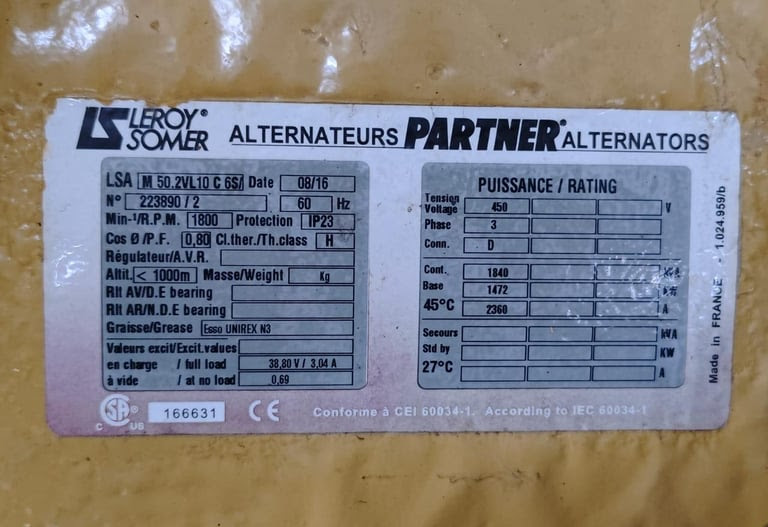 LS LEROY® SOMER ALTERNATEURS PARTNER® ALTERNATORS
LSA M 50.2VL10 C 6S/ Date 08/16
N° 223890 / 2 60 Hz
Min-¹/R.P.M. 1800 Protection IP23
Cos Ø /P.F. 0,80 Cl.ther./Th.class H
Régulateur/A.V.R.
Altit. < 1000m Masse/Weight Kg
Rlt AV/D.E bearing
Rlt AR/N.D.E bearing
Graisse/Grease Esso UNIREX N3
Valeurs excit/Excit.values
en charge / full load 38,80 V / 3,04 A
à vide / at no load 0,69
PUISSANCE / RATING
Tension
Voltage 450 V
Phase 3
Conn. D
Cont. 1840 kVA
Base 1472 kW
45°C 2360 A
Secours kVA
Std by KW
27°C A
SA C US 166631 CE Conforme à CEI 60034-1. According to IEC 60034-1
Made in FRANCE - 1.024.959/b